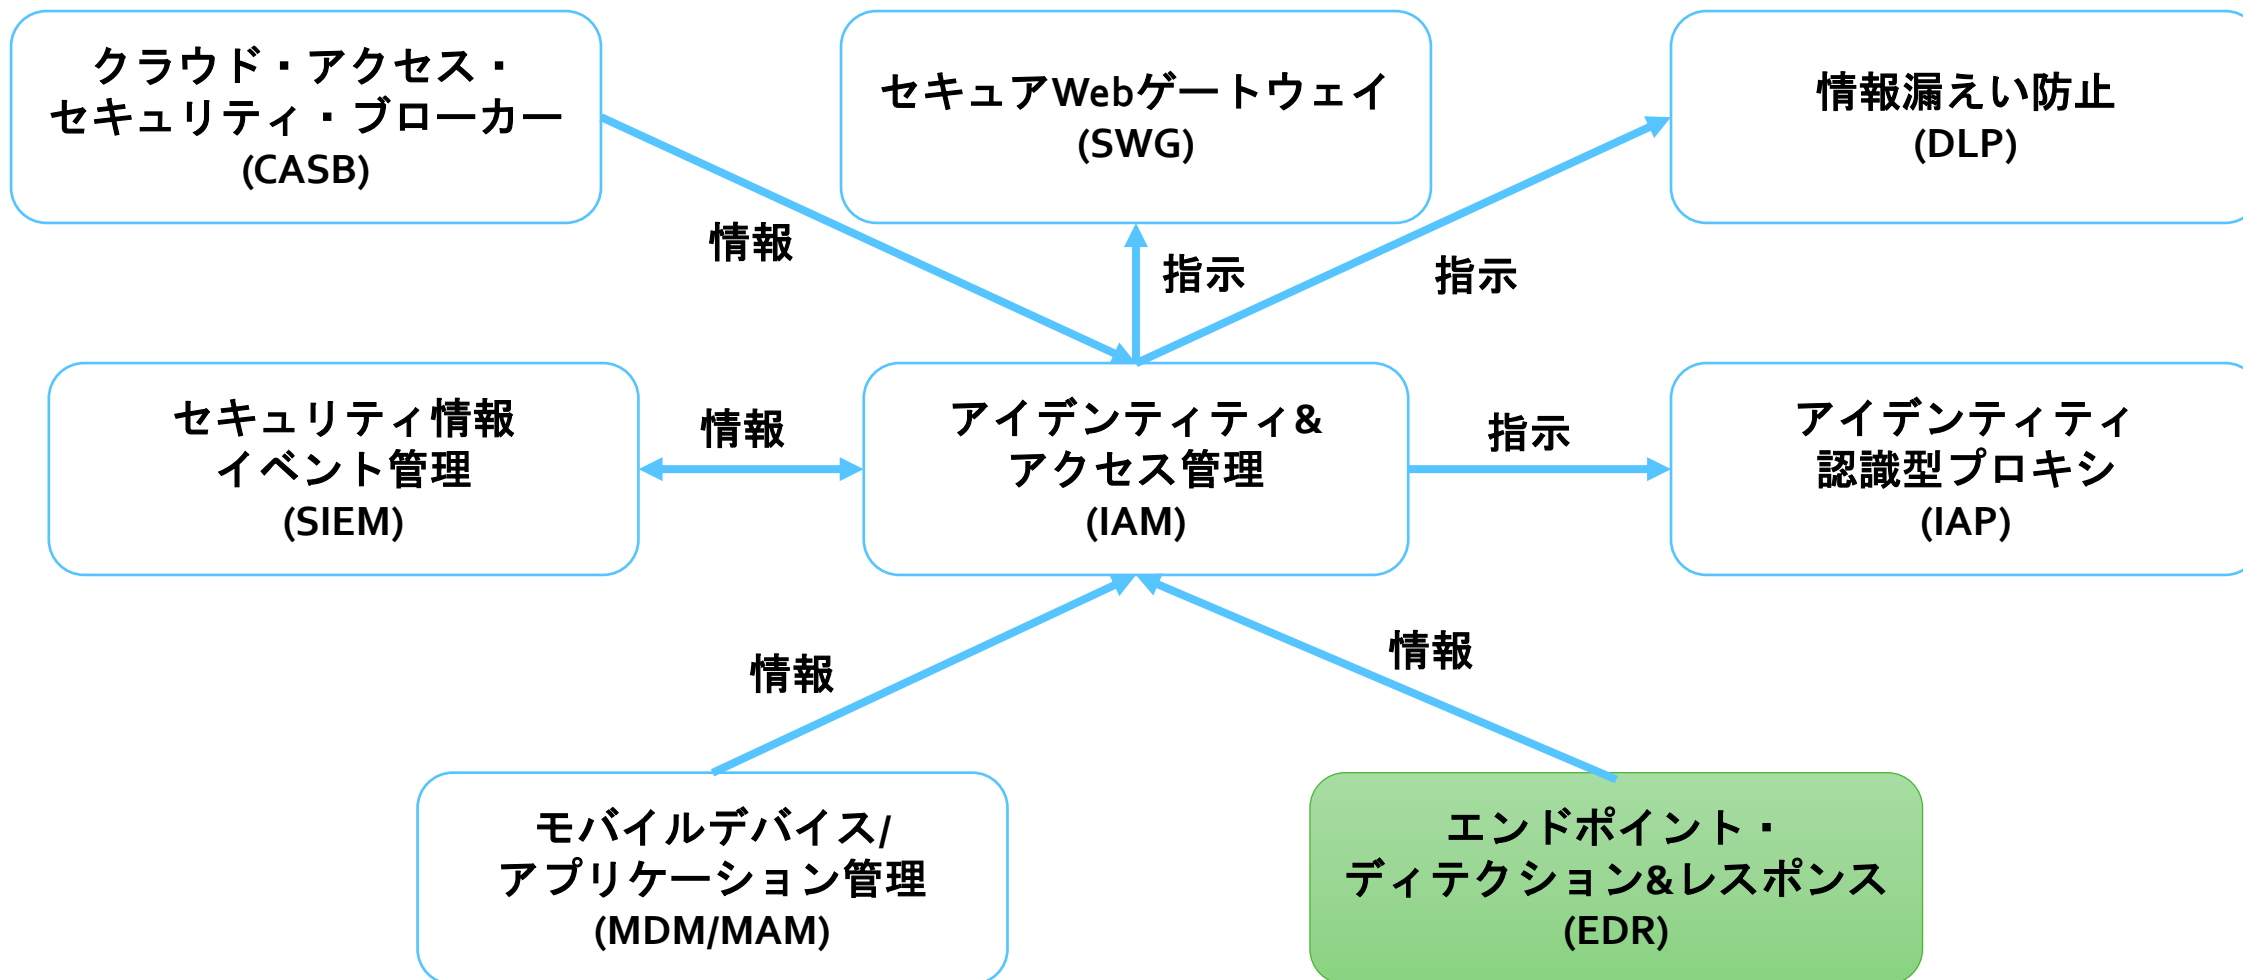 クラウド・アクセス・
セキュリティ・ブローカー
(CASB)
セキュアWebゲートウェイ
(SWG)
情報漏えい防止
(DLP)
情報
指示
指示
セキュリティ情報
イベント管理
(SIEM)
情報
アイデンティティ&
アクセス管理
(IAM)
指示
アイデンティティ
認識型プロキシ
(IAP)
情報
情報
モバイルデバイス/
アプリケーション管理
(MDM/MAM)
エンドポイント・
ディテクション&レスポンス
(EDR)